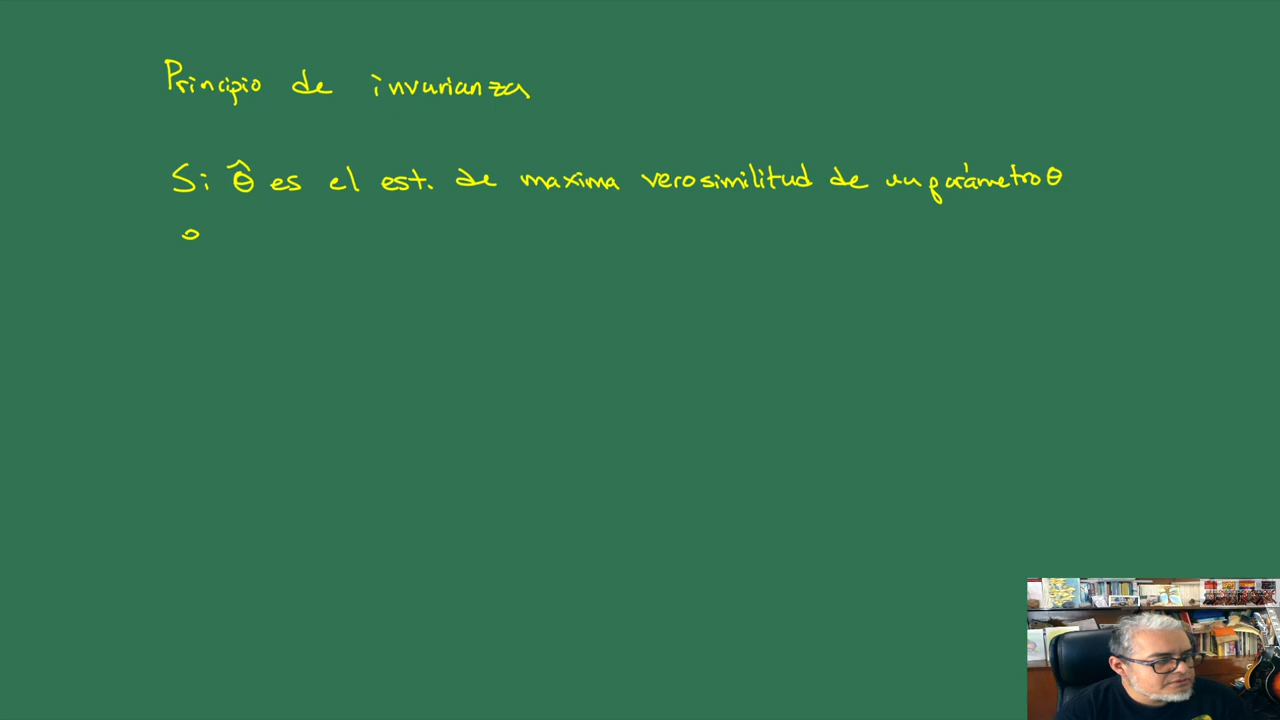 Principio de invarianza
Si θ̂ es el est. de maxima verosimilitud de un parámetro θ